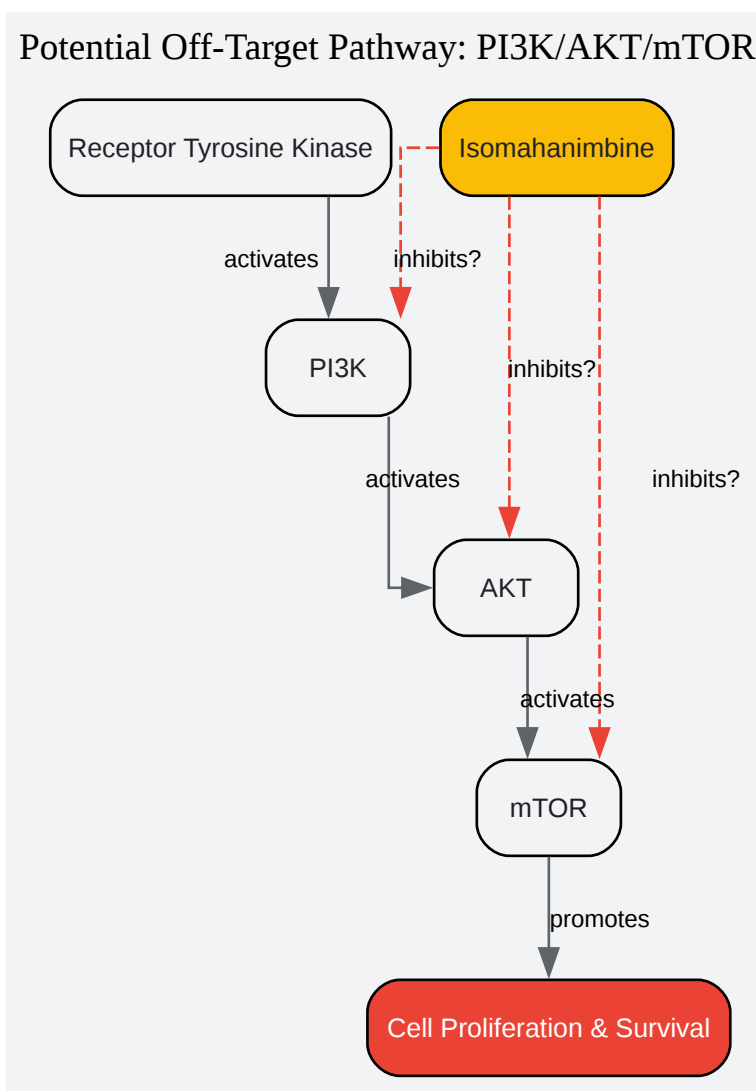 Potential Off-Target Pathway: PI3K/AKT/mTOR
Receptor Tyrosine Kinase
Isomahanimbine
activates
inhibits?
PI3K
inhibits?
activates
inhibits?
AKT
activates
mTOR
promotes
Cell Proliferation & Survival